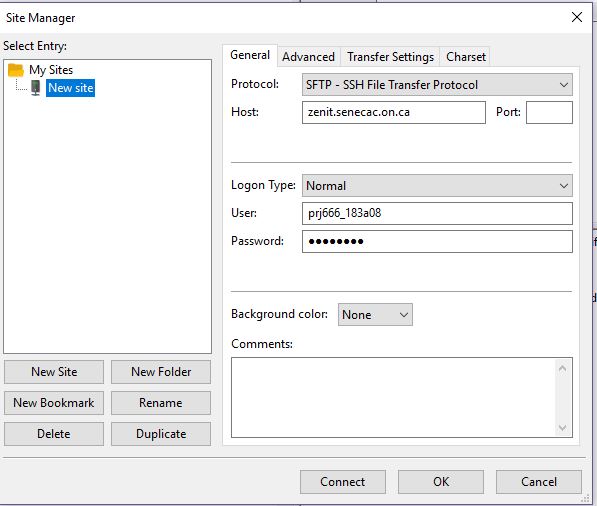 Site Manager
Select Entry:
My Sites
New site
New Site
New Folder
New Bookmark
Rename
Delete
Duplicate
General
Advanced
Transfer Settings
Charset
Protocol:
SFTP - SSH File Transfer Protocol
Host:
zenit.senecac.on.ca
Port:
Logon Type:
Normal
User:
prj666_183a08
Password:
••••••••
Background color:
None
Comments:
Connect
OK
Cancel